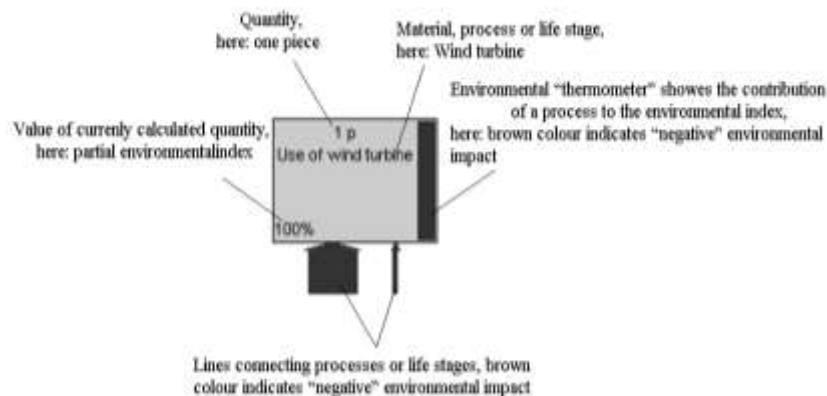 Quantity,
here: one piece
Material, process or life stage,
here: Wind turbine
Environmental “thermometer” showes the contribution
of a process to the environmental index,
here: brown colour indicates “negative” environmental
impact
Value of currenly calculated quantity,
here: partial environmentalindex
1 p
Use of wind turbine
100%
Lines connecting processes or life stages, brown
colour indicates “negative” environmental impact